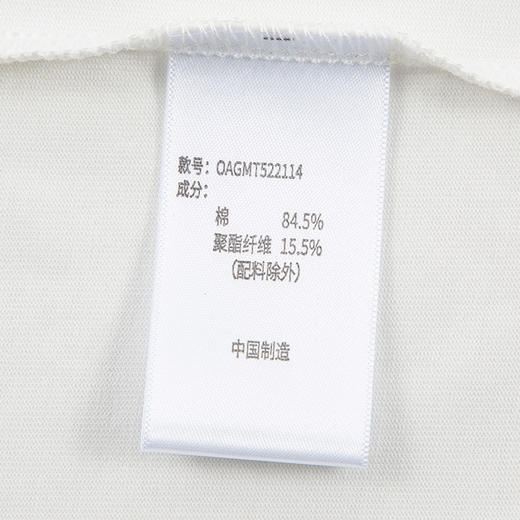 款号：OAGMT522114
成分：
棉 84.5%
聚酯纤维 15.5%
（配料除外）
中国制造